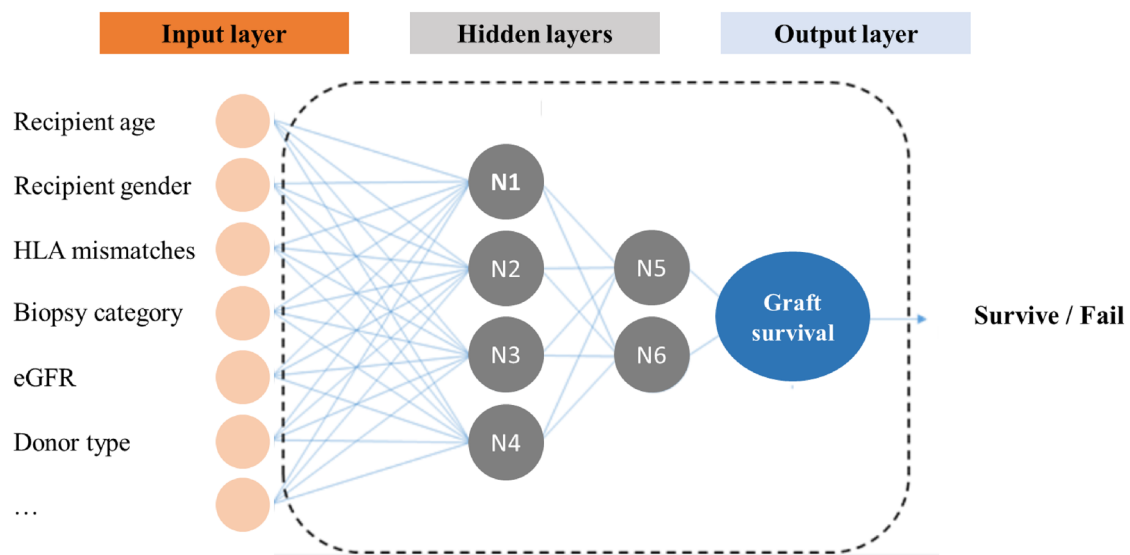 Input layer
Hidden layers
Output layer
Recipient age
Recipient gender
HLA mismatches
Biopsy category
eGFR
Donor type
…
N1
N2
N3
N4
N5
N6
Graft
survival
Survive / Fail